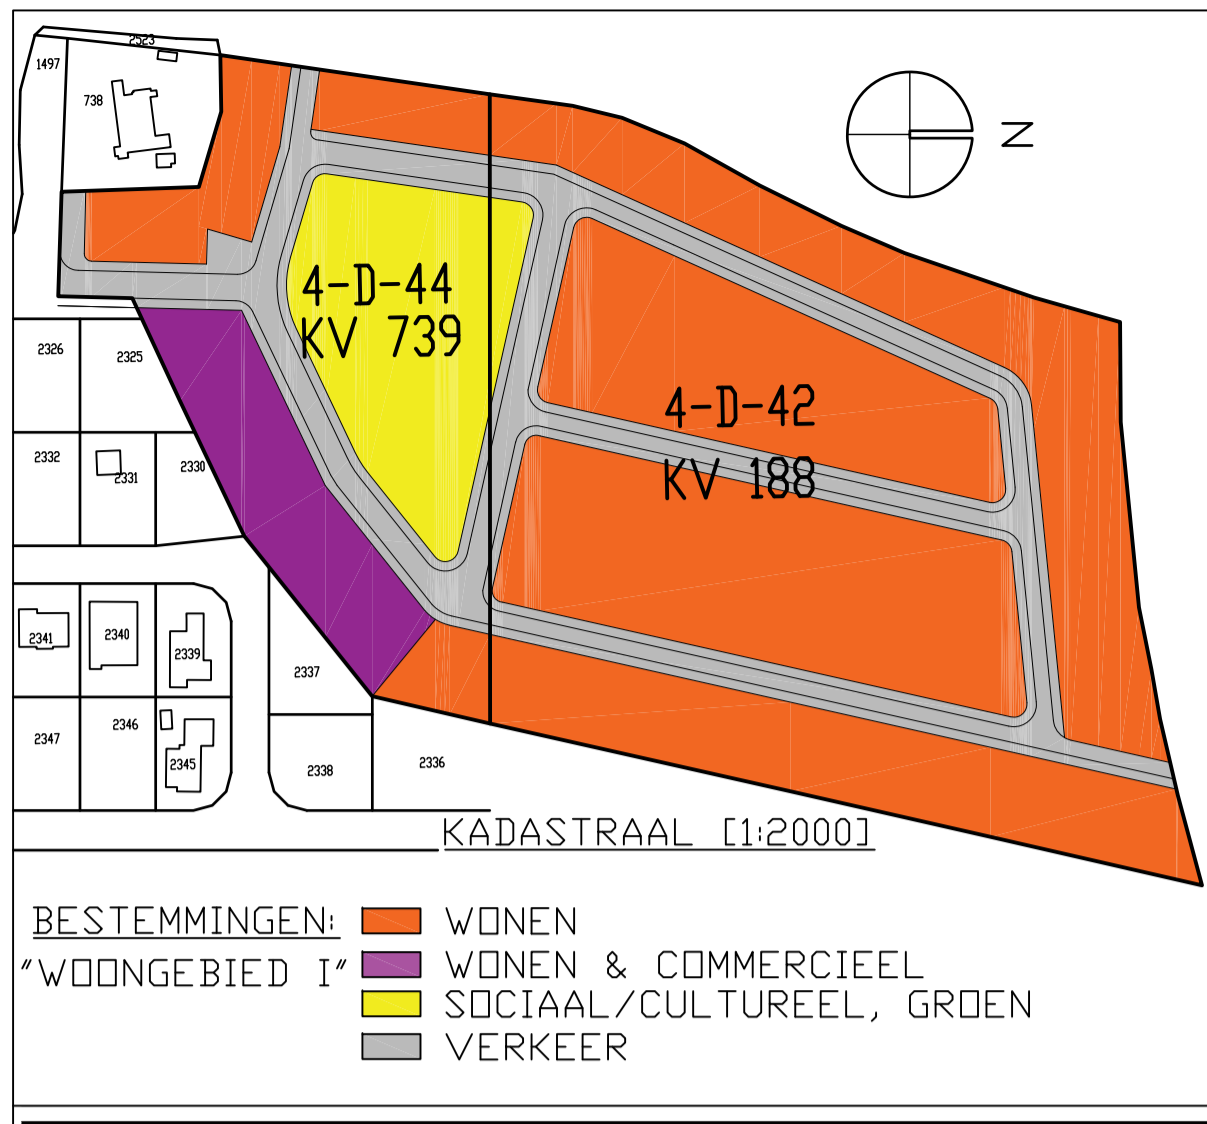 2523
1497
738
N
4-D-44
KV 739
2326
2325
4-D-42
KV 188
2332
2331
2330
2341
2340
2339
2337
2347
2346
2345
2338
2336
KADASTRAAL [1:2000]
BESTEMMINGEN:
"WOONGEBIED I"
WONEN
WONEN & COMMERCIEEL
SOCIAAL/CULTUREEL, GROEN
VERKEER